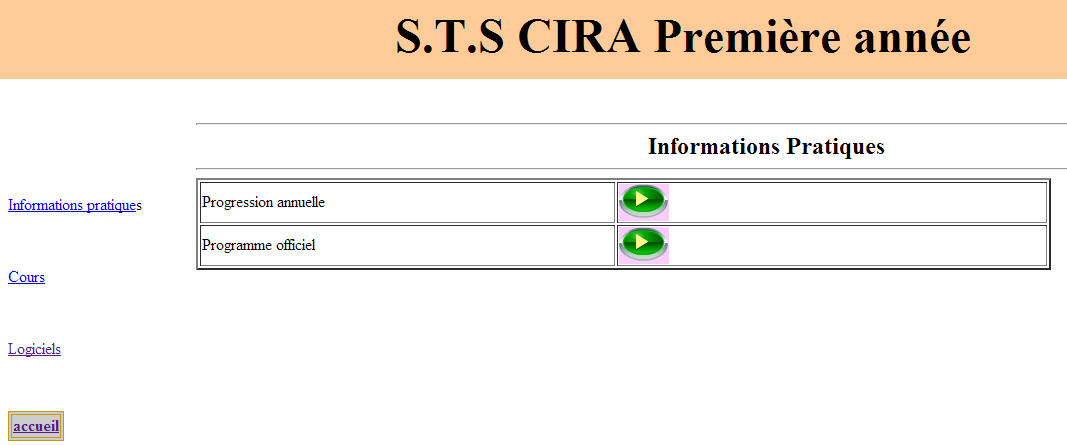 S.T.S CIRA Première année
Informations Pratiques
Progression annuelle
Programme officiel
Informations pratiques
Cours
Logiciels
accueil